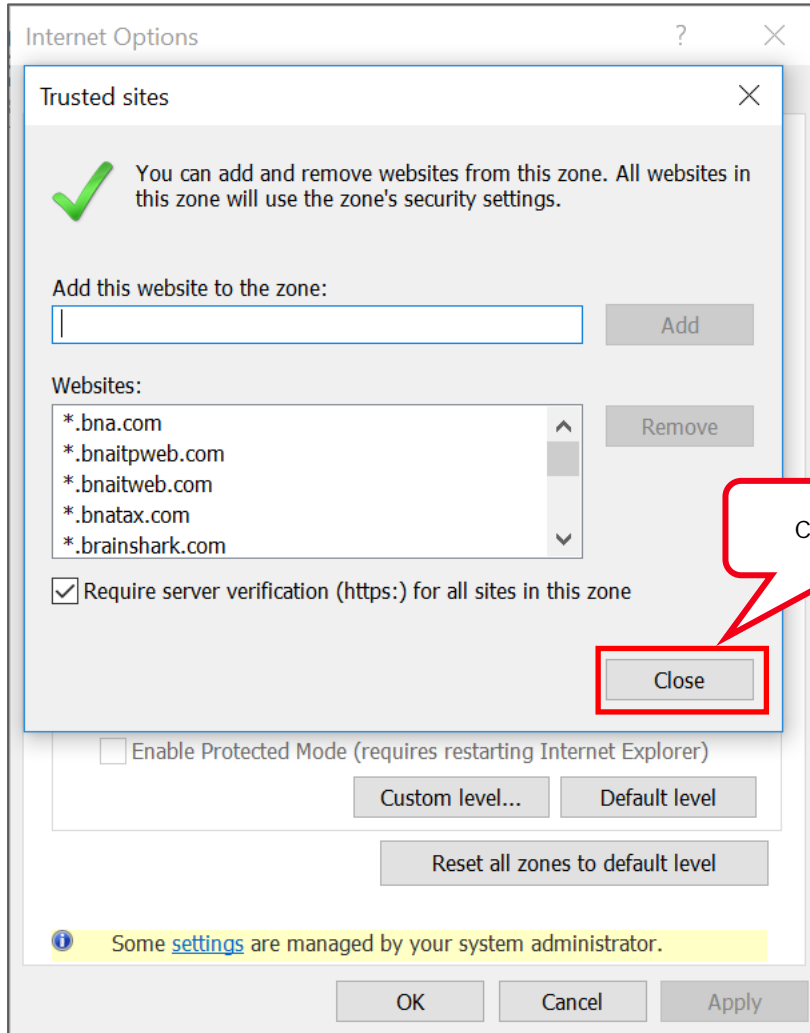 Internet Options
Trusted sites
You can add and remove websites from this zone. All websites in
this zone will use the zone's security settings.
Add this website to the zone:
Add
Websites:
*.bna.com
*.bnaitpweb.com
*.bnaitweb.com
*.bnatax.com
*.brainshark.com
Remove
Require server verification (https:) for all sites in this zone
Close
Enable Protected Mode (requires restarting Internet Explorer)
Custom level...
Default level
Reset all zones to default level
Some settings are managed by your system administrator.
OK
Cancel
Apply